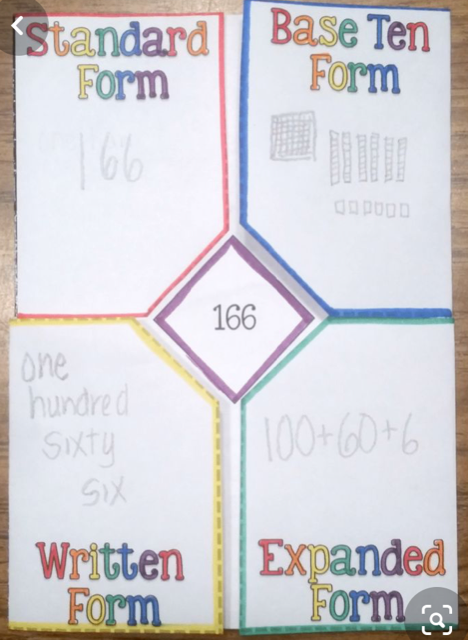 Standard
Form
166
Base Ten
Form
166
one
hundred
sixty
six
Written
Form
100+60+6
Expanded
Form